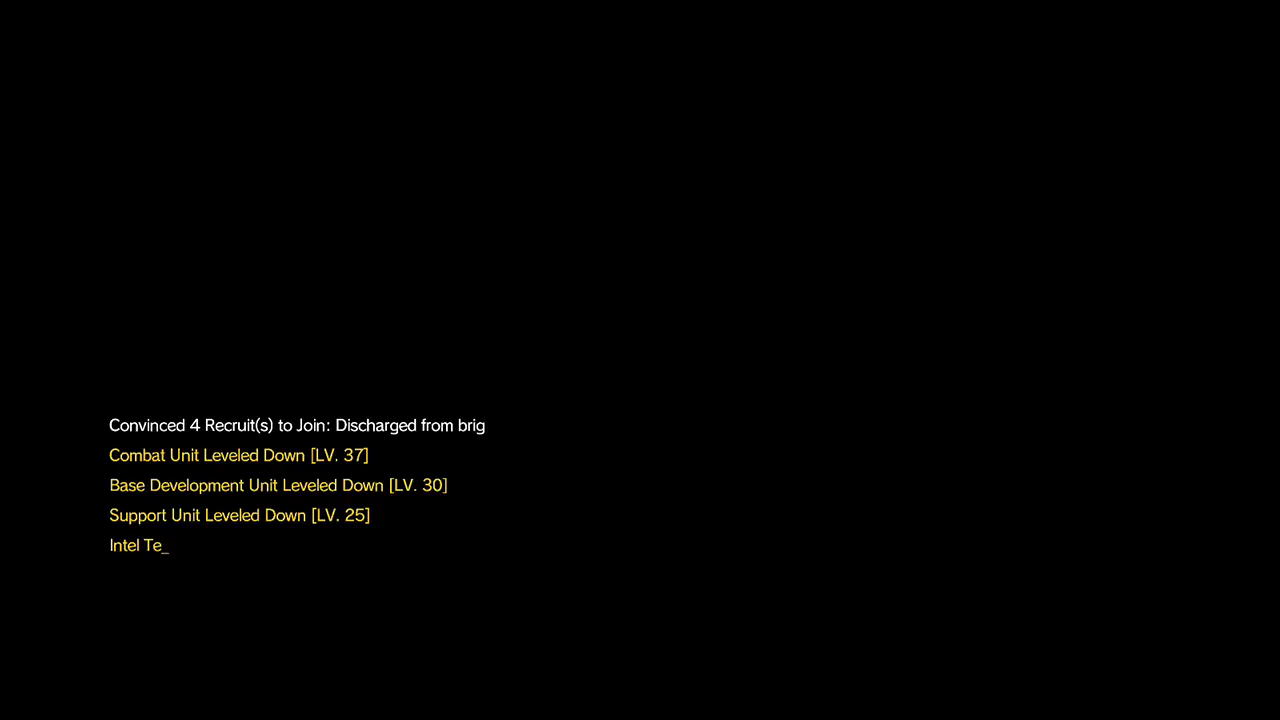 Convinced 4 Recruit(s) to Join: Discharged from brig
Combat Unit Leveled Down [LV. 37]
Base Development Unit Leveled Down [LV. 30]
Support Unit Leveled Down [LV. 25]
Intel Te_